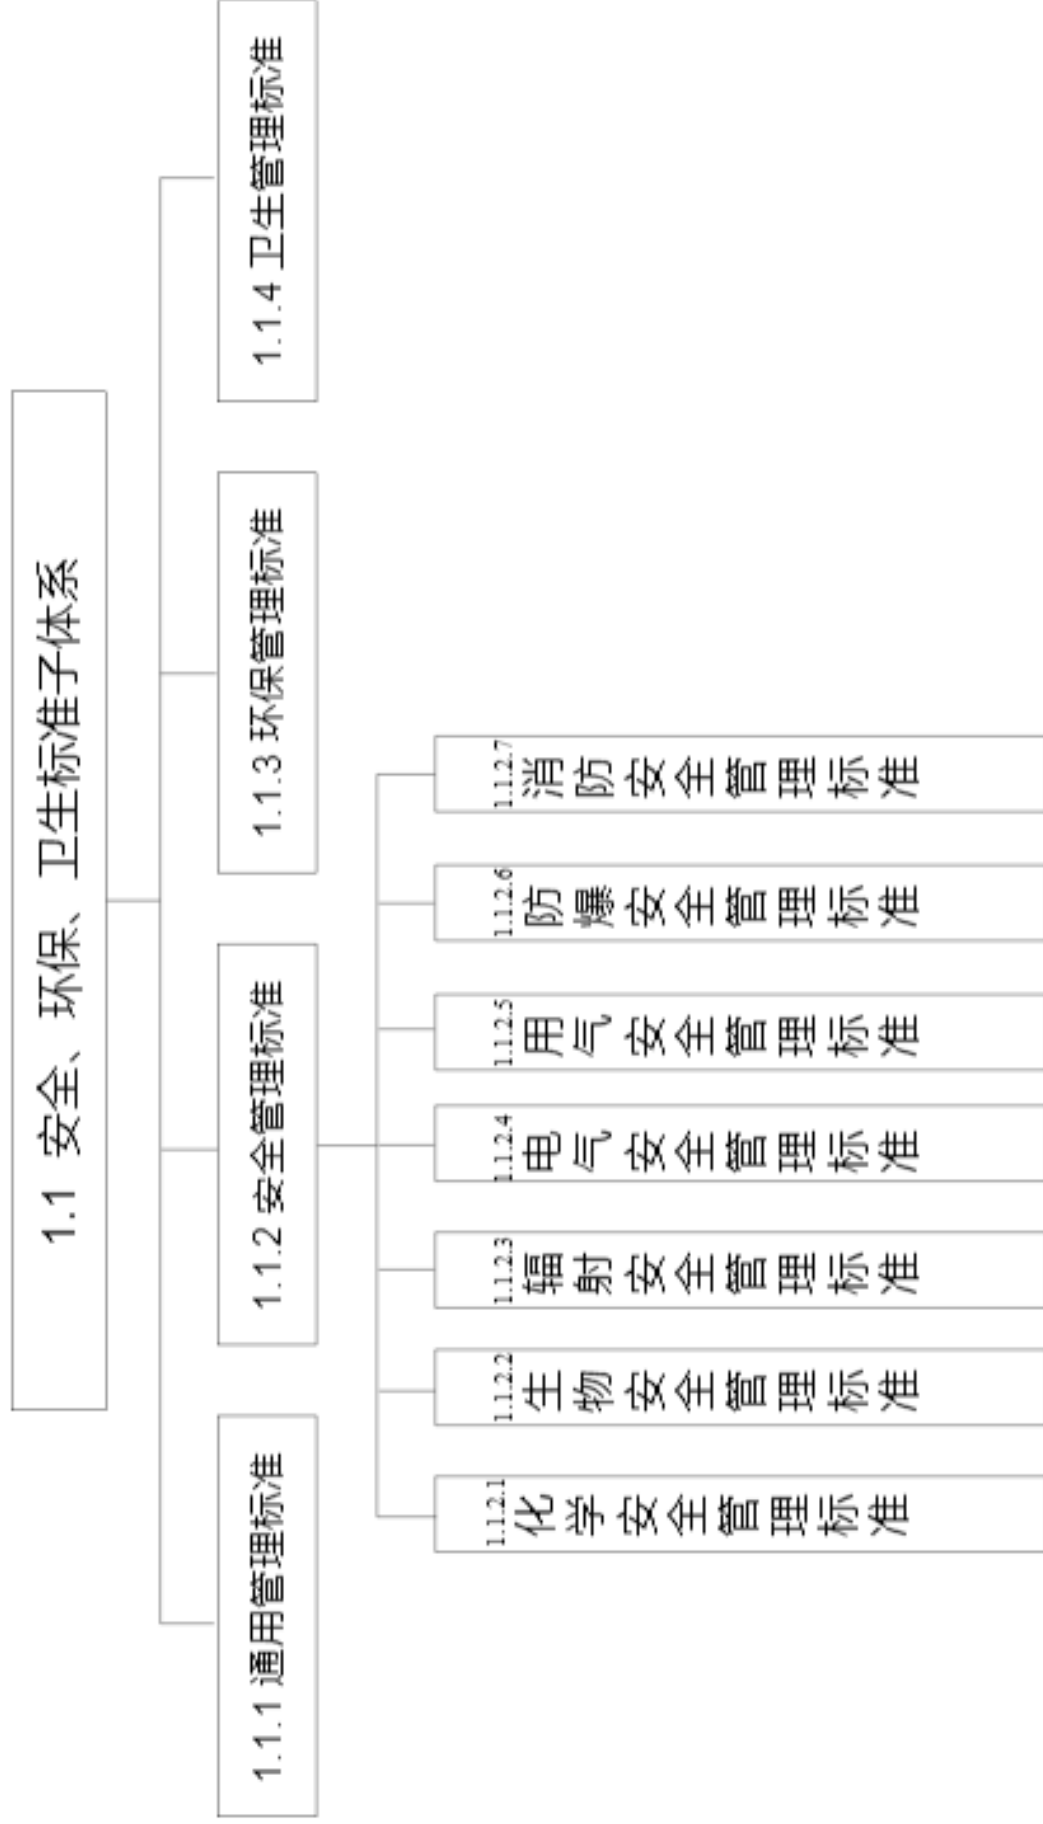 1.1 安全、环保、卫生标准子体系
1.1.1 通用管理标准
1.1.2 安全管理标准
1.1.3 环保管理标准
1.1.4 卫生管理标准
1.1.2.1
化学安全管理标准
1.1.2.2
生物安全管理标准
1.1.2.3
辐射安全管理标准
1.1.2.4
电气安全管理标准
1.1.2.5
用气安全管理标准
1.1.2.6
防爆安全管理标准
1.1.2.7
消防安全管理标准